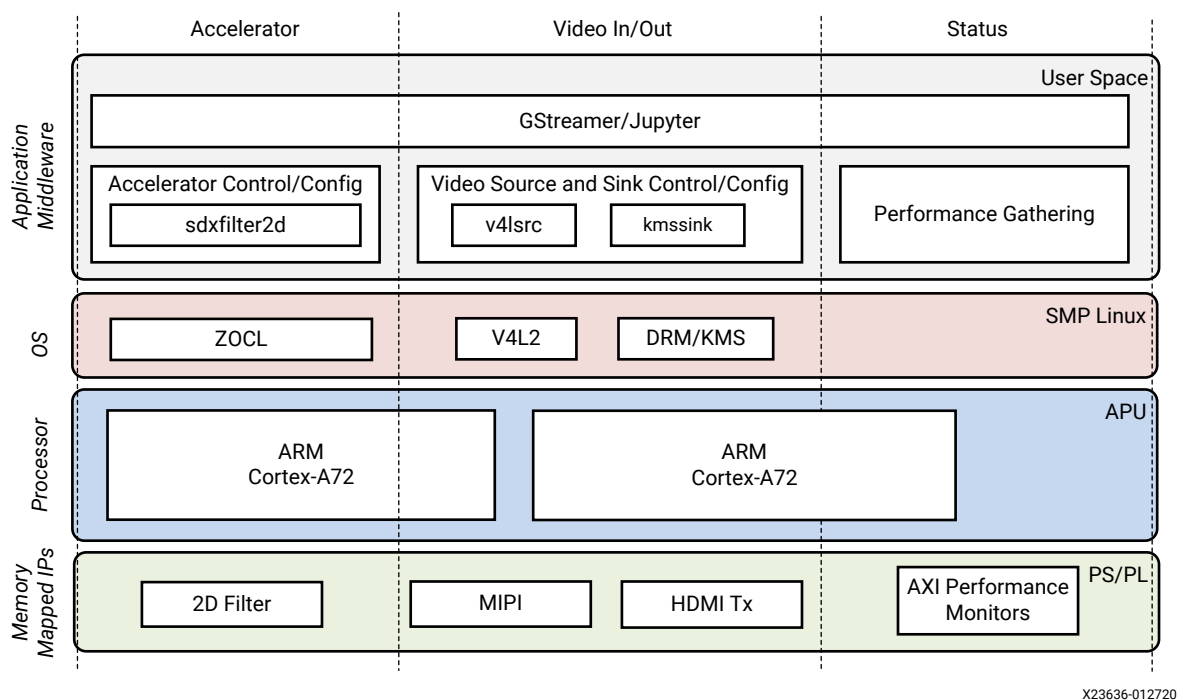 Accelerator
Video In/Out
Status
Application
Middleware
User Space
GStreamer/Jupyter
Accelerator Control/Config
sdxfilter2d
Video Source and Sink Control/Config
v4lsrc
kmssink
Performance Gathering
OS
SMP Linux
ZOCL
V4L2
DRM/KMS
Processor
APU
ARM
Cortex-A72
ARM
Cortex-A72
Memory
Mapped IPs
PS/PL
2D Filter
MIPI
HDMI Tx
AXI Performance
Monitors
X23636-012720